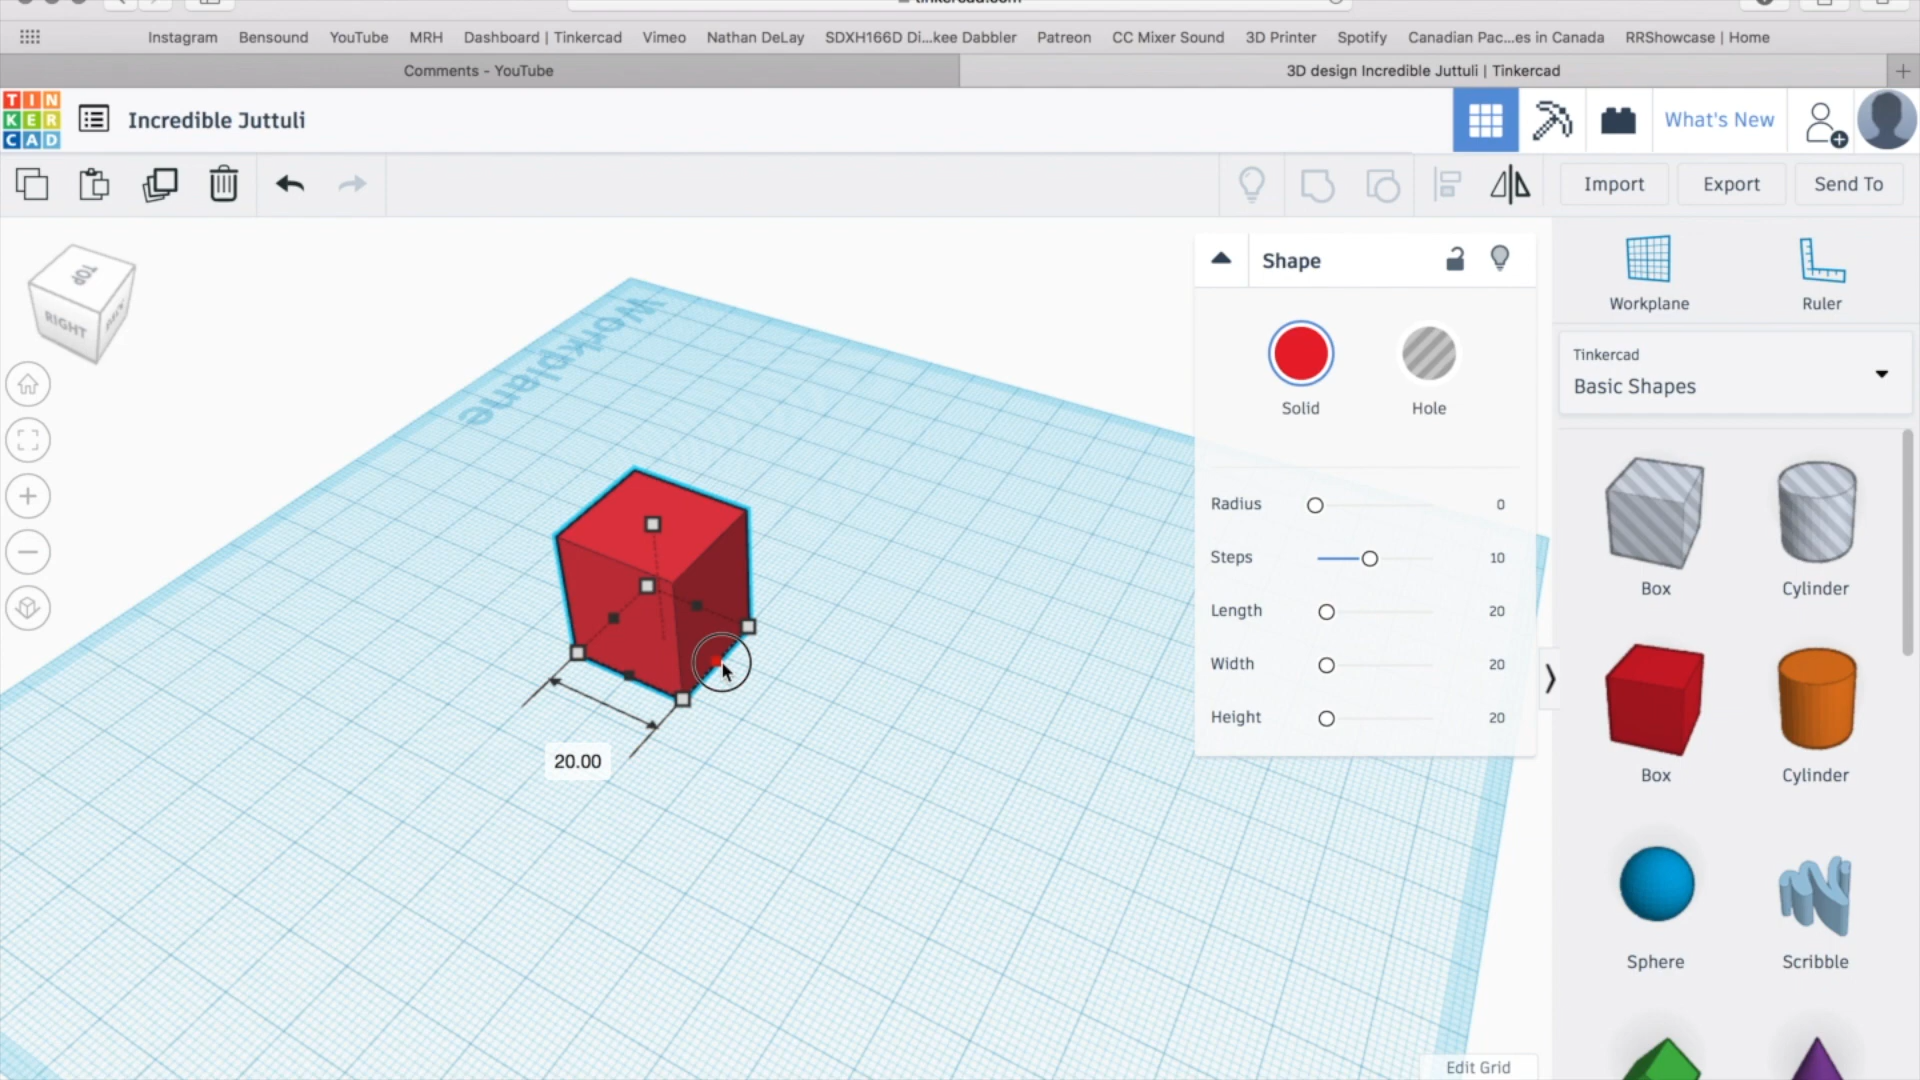 tinkercad.com
Instagram Bensound YouTube MRH Dashboard | Tinkercad Vimeo Nathan DeLay SDXH166D Di...kee Dabbler Patreon CC Mixer Sound 3D Printer Spotify Canadian Pac...es in Canada RRShowcase | Home
Comments - YouTube 3D design Incredible Juttuli | Tinkercad
TIN
KER
CAD
Incredible Juttuli
What's New
Import Export Send To
TOP
RIGHT
BACK
Workplane
Shape
Solid Hole
Radius 0
Steps 10
Length 20
Width 20
Height 20
20.00
Workplane Ruler
Tinkercad
Basic Shapes
Box Cylinder
Box Cylinder
Sphere Scribble
Edit Grid